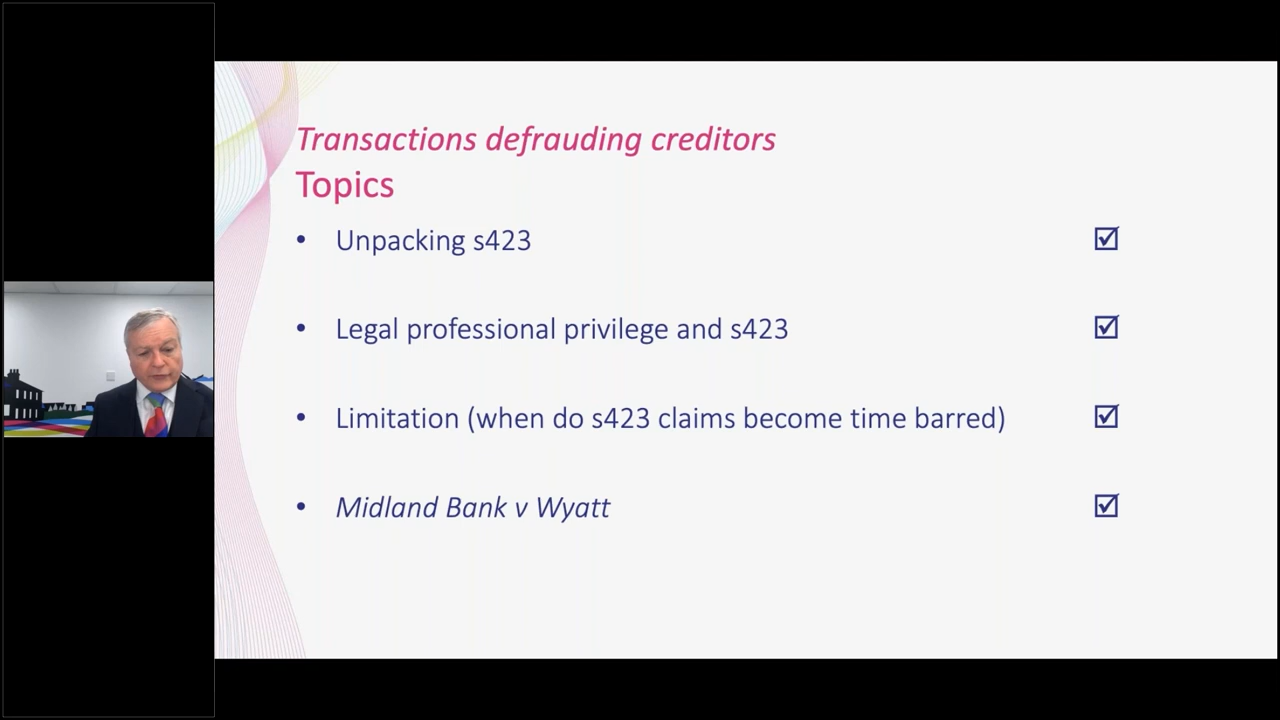 Transactions defrauding creditors
Topics
• Unpacking s423 ☑
• Legal professional privilege and s423 ☑
• Limitation (when do s423 claims become time barred) ☑
• Midland Bank v Wyatt ☑